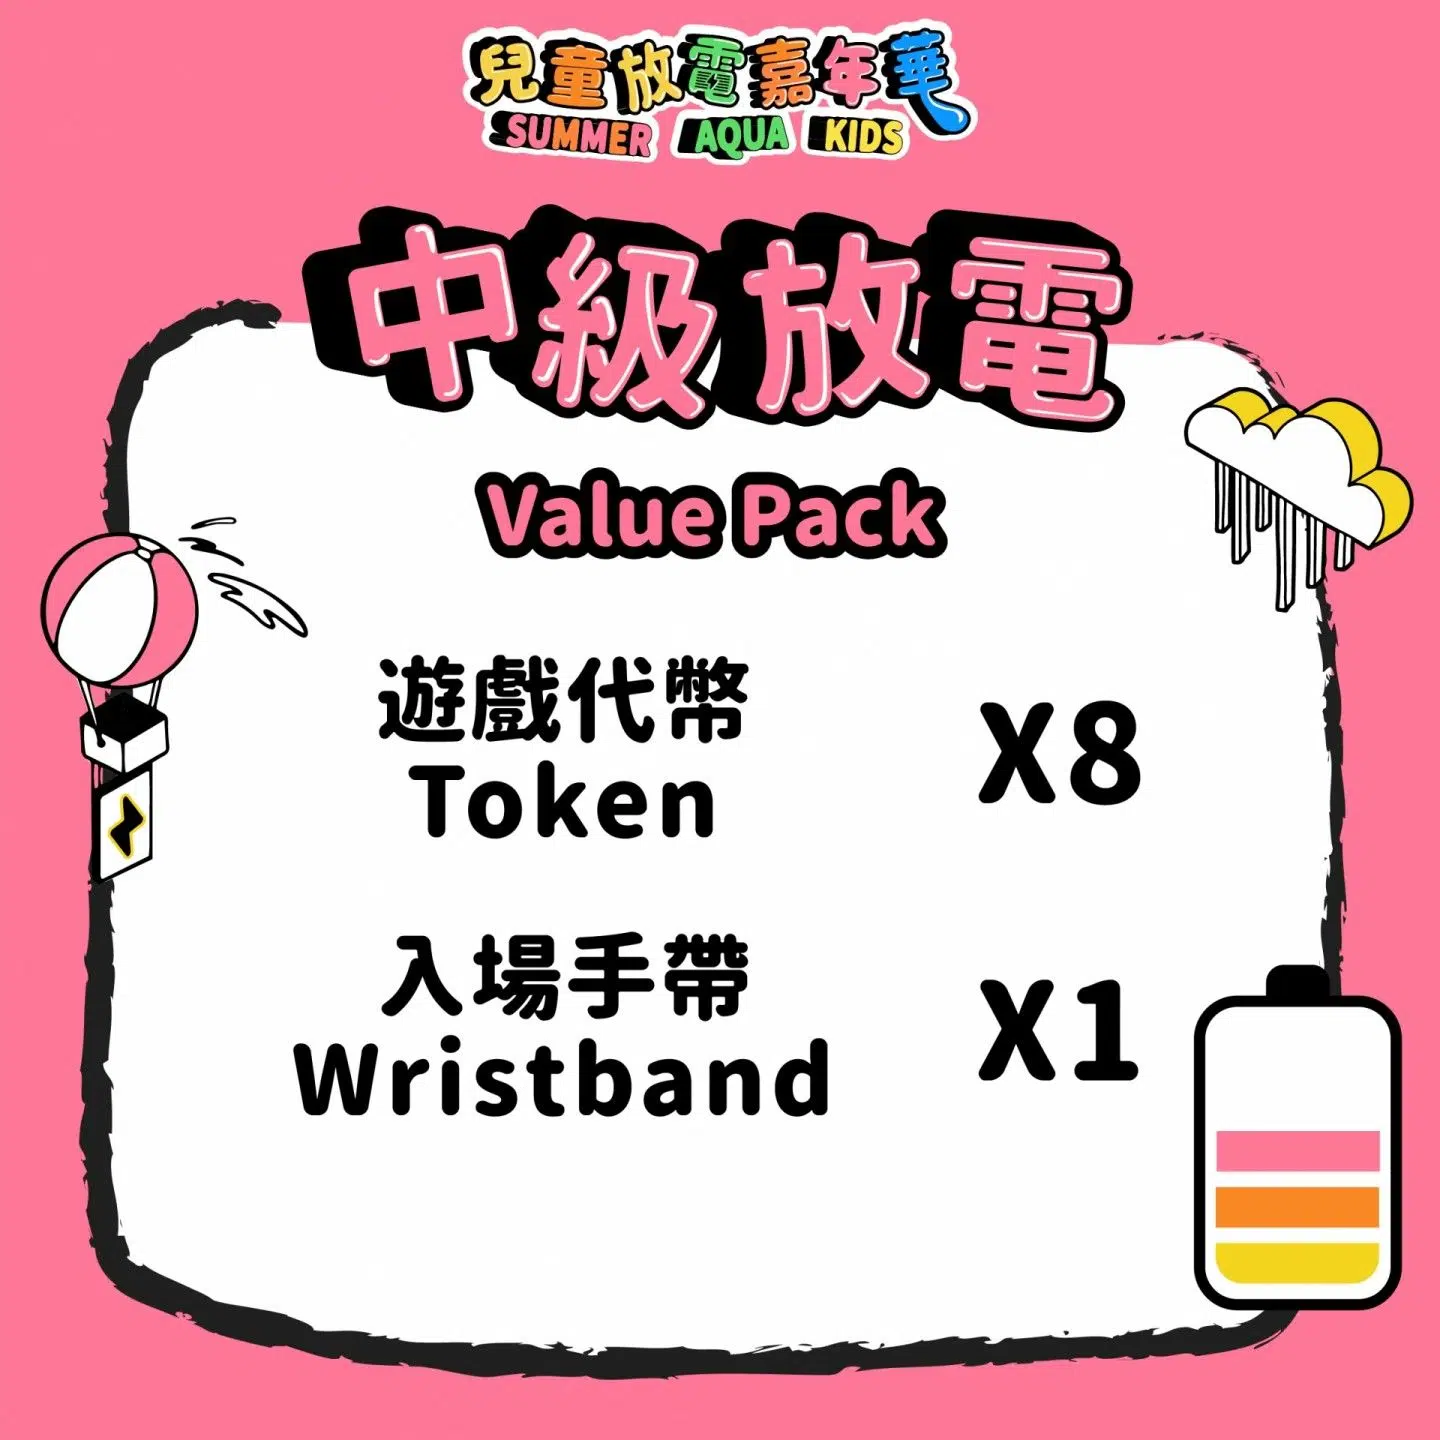 兒童放電嘉年華
SUMMER AQUA KIDS
中級放電
Value Pack
遊戲代幣
Token
X8
入場手帶
Wristband
X1